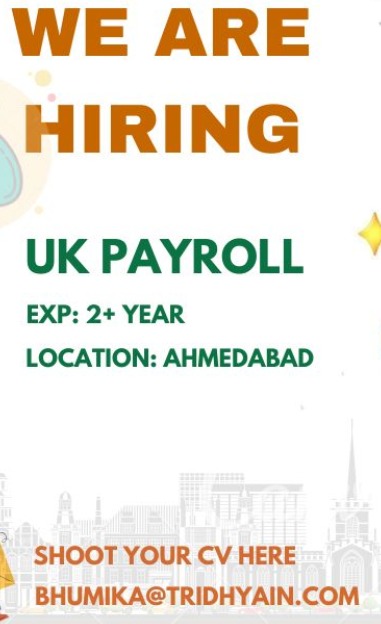 WE ARE
HIRING
UK PAYROLL
EXP: 2+ YEAR
LOCATION: AHMEDABAD
SHOOT YOUR CV HERE
BHUMIKA@TRIDHYAIN.COM